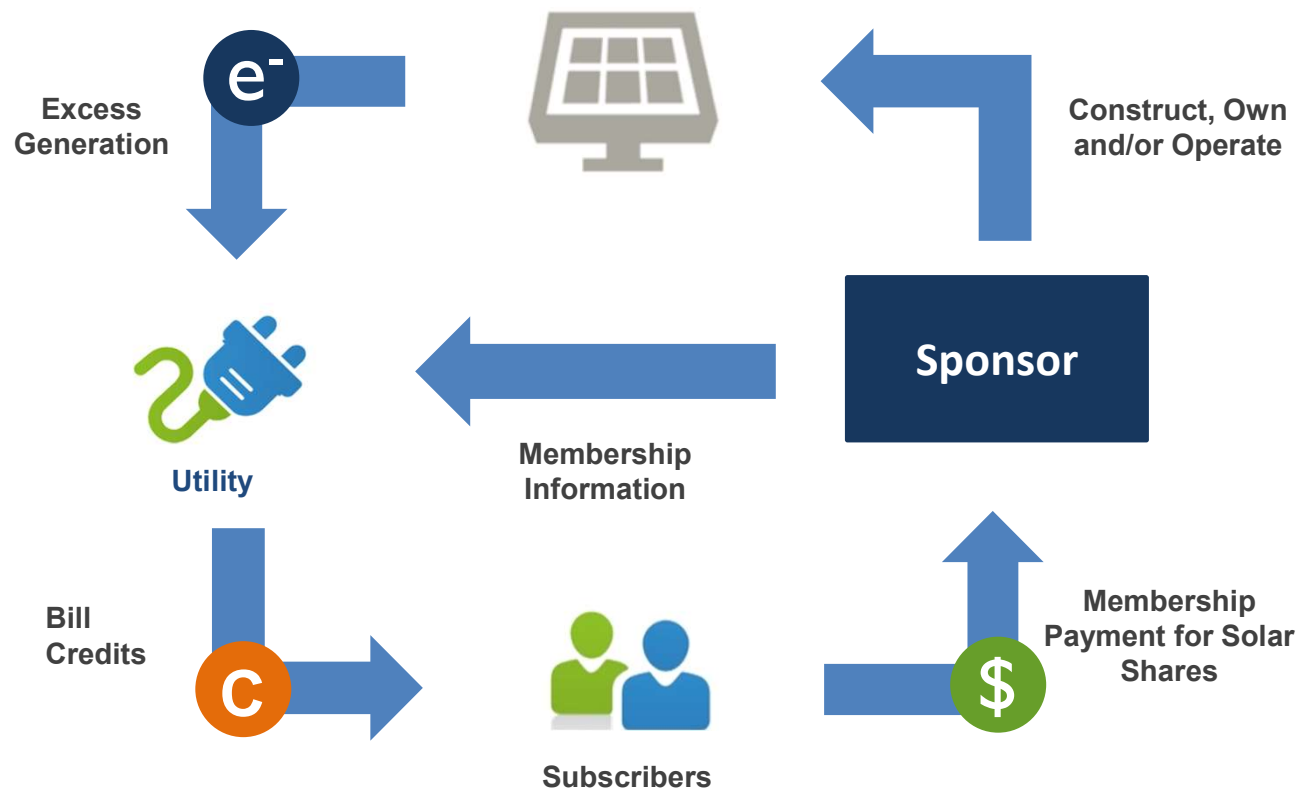 e-
Excess
Generation
Construct, Own
and/or Operate
Sponsor
Utility
Membership
Information
Bill
Credits
C
Membership
Payment for Solar
Shares
$
Subscribers